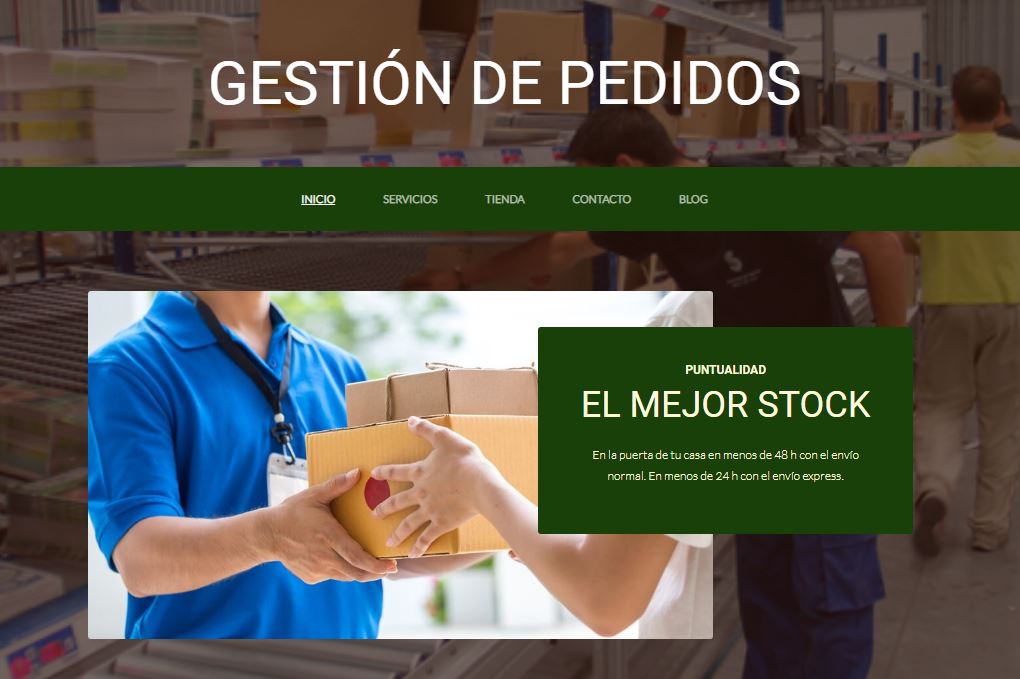 GESTIÓN DE PEDIDOS
INICIO SERVICIOS TIENDA CONTACTO BLOG
PUNTUALIDAD
EL MEJOR STOCK
En la puerta de tu casa en menos de 48 h con el envío
normal. En menos de 24 h con el envío express.